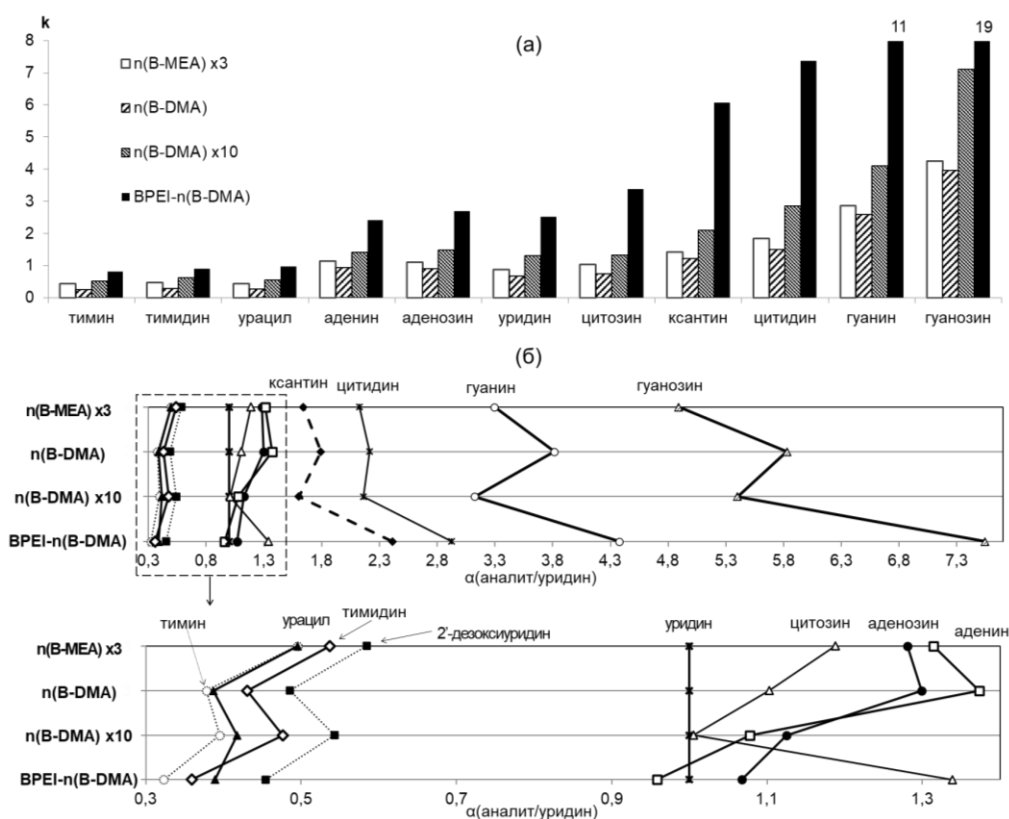 k
(а)
11
19
8
7
6
5
4
3
2
1
0
n(B-MEA) x3
n(B-DMA)
n(B-DMA) x10
BPEI-n(B-DMA)
тимин тимидин урацил аденин аденозин уридин цитозин ксантин цитидин гуанин гуанозин
(б)
ксантин цитидин гуанин гуанозин
n(B-MEA) x3
n(B-DMA)
n(B-DMA) x10
BPEI-n(B-DMA)
0,3 0,8 1,3 1,8 2,3 2,8 3,3 3,8 4,3 4,8 5,3 5,8 6,3 6,8 7,3
α(аналит/уридин)
тимин урацил тимидин 2'-дезоксиуридин уридин цитозин аденозин аденин
n(B-MEA) x3
n(B-DMA)
n(B-DMA) x10
BPEI-n(B-DMA)
0,3 0,5 0,7 0,9 1,1 1,3
α(аналит/уридин)